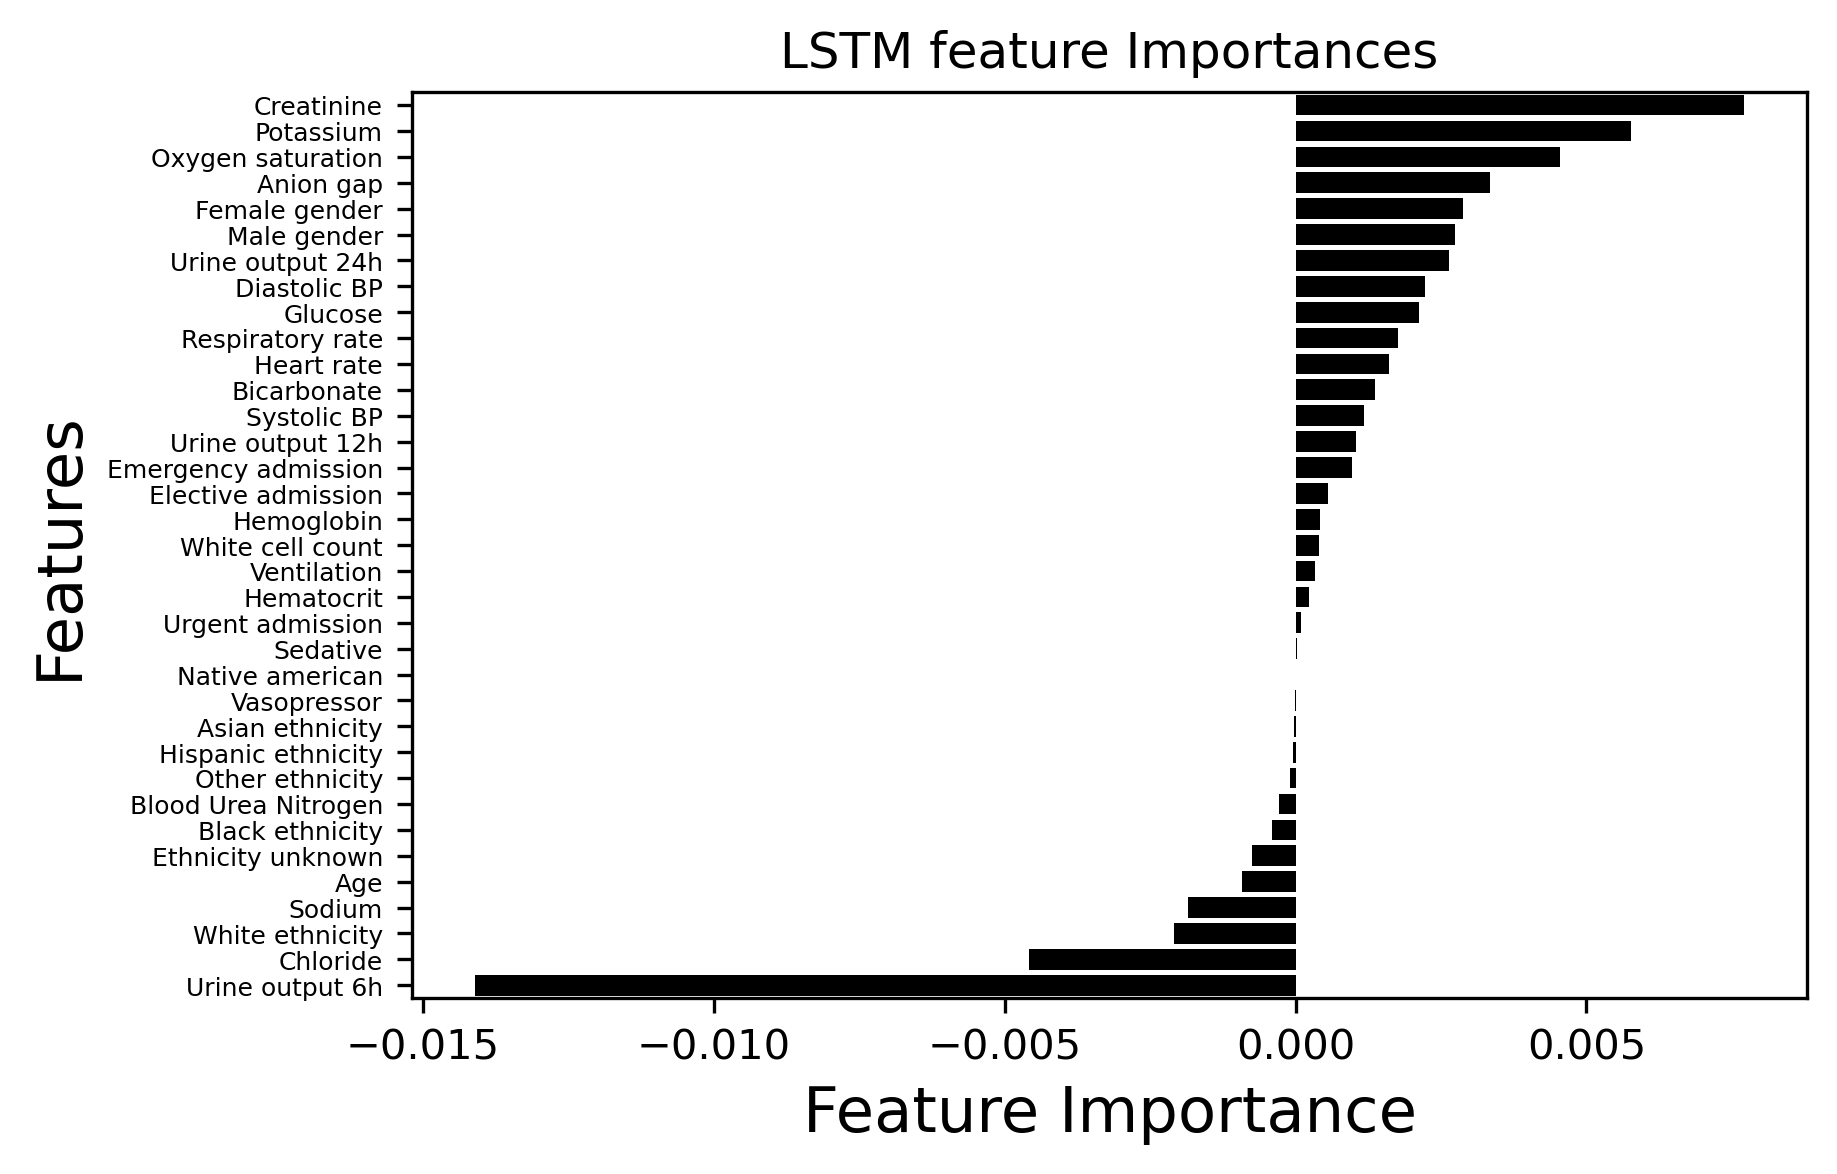 LSTM feature Importances
Creatinine
Potassium
Oxygen saturation
Anion gap
Female gender
Male gender
Urine output 24h
Diastolic BP
Glucose
Respiratory rate
Heart rate
Bicarbonate
Systolic BP
Urine output 12h
Emergency admission
Elective admission
Hemoglobin
White cell count
Ventilation
Hematocrit
Urgent admission
Sedative
Native american
Vasopressor
Asian ethnicity
Hispanic ethnicity
Other ethnicity
Blood Urea Nitrogen
Black ethnicity
Ethnicity unknown
Age
Sodium
White ethnicity
Chloride
Urine output 6h
Features
−0.015 −0.010 −0.005 0.000 0.005
Feature Importance